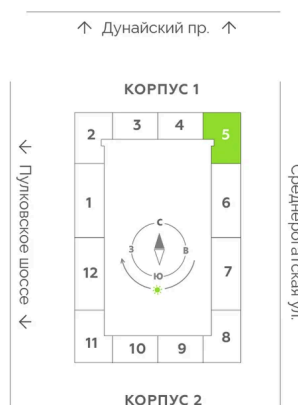 ↑ Дунайский пр. ↑
КОРПУС 1
2 3 4 5
← Пулковское шоссе ←
Среднерогатская ул.
1 6
С
З В
Ю
12 7
11 10 9 8
КОРПУС 2